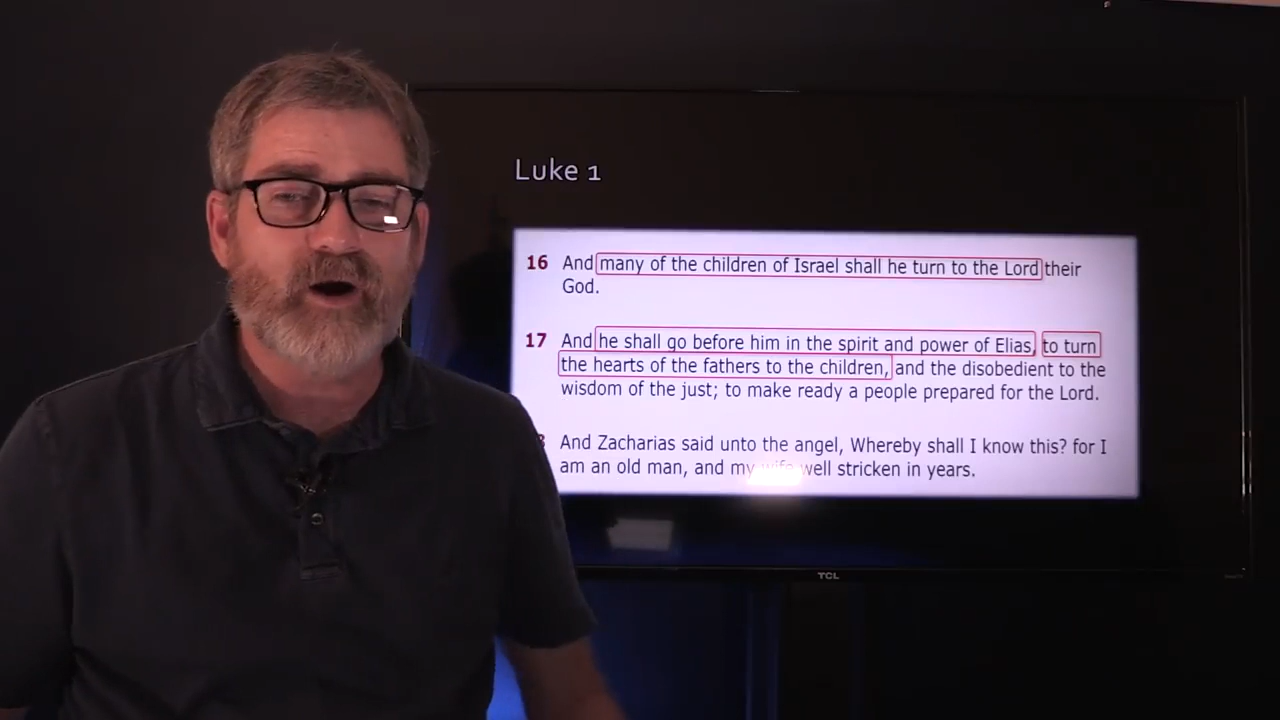 Luke 1
16 And many of the children of Israel shall he turn to the Lord their
God.
17 And he shall go before him in the spirit and power of Elias, to turn
the hearts of the fathers to the children, and the disobedient to the
wisdom of the just; to make ready a people prepared for the Lord.
And Zacharias said unto the angel, Whereby shall I know this? for I
am an old man, and my wife well stricken in years.
TCL